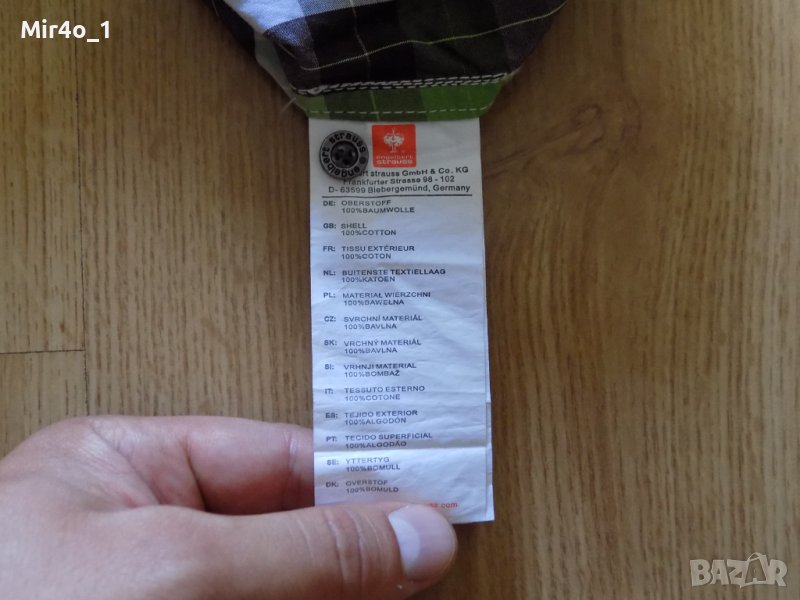 Mir4o_1
engelbert strauss
engelbert
strauss
rt strauss GmbH & Co. KG
Frankfurter Strasse 98 - 102
D- 63599 Biebergemünd, Germany
DE: OBERSTOFF
100%BAUMWOLLE
GB: SHELL
100%COTTON
FR: TISSU EXTÉRIEUR
100%COTON
NL: BUITENSTE TEXTIELLAAG
100%KATOEN
PL: MATERIAŁ WIERZCHNI
100%BAWEŁNA
CZ: SVRCHNÍ MATERIÁL
100%BAVLNA
SK: VRCHNÝ MATERIÁL
100%BAVLNA
SI: VRHNJI MATERIAL
100%BOMBAŽ
IT: TESSUTO ESTERNO
100%COTONE
ES: TEJIDO EXTERIOR
100%ALGODÓN
PT: TECIDO SUPERFICIAL
100%ALGODÃO
SE: YTTERTYG
100%BOMULL
DK: OVERSTOF
100%BOMULD
.com
BAZAR